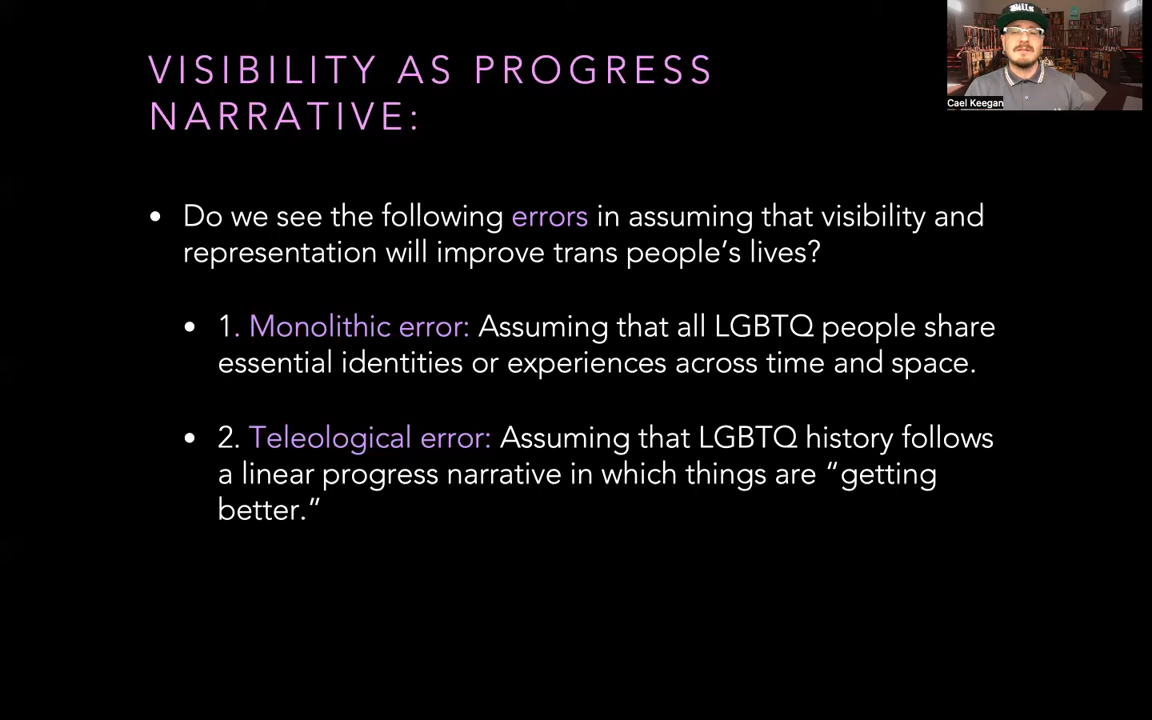 VISIBILITY AS PROGRESS
NARRATIVE:
Bills
Cael Keegan
• Do we see the following errors in assuming that visibility and
representation will improve trans people’s lives?
• 1. Monolithic error: Assuming that all LGBTQ people share
essential identities or experiences across time and space.
• 2. Teleological error: Assuming that LGBTQ history follows
a linear progress narrative in which things are “getting
better.”